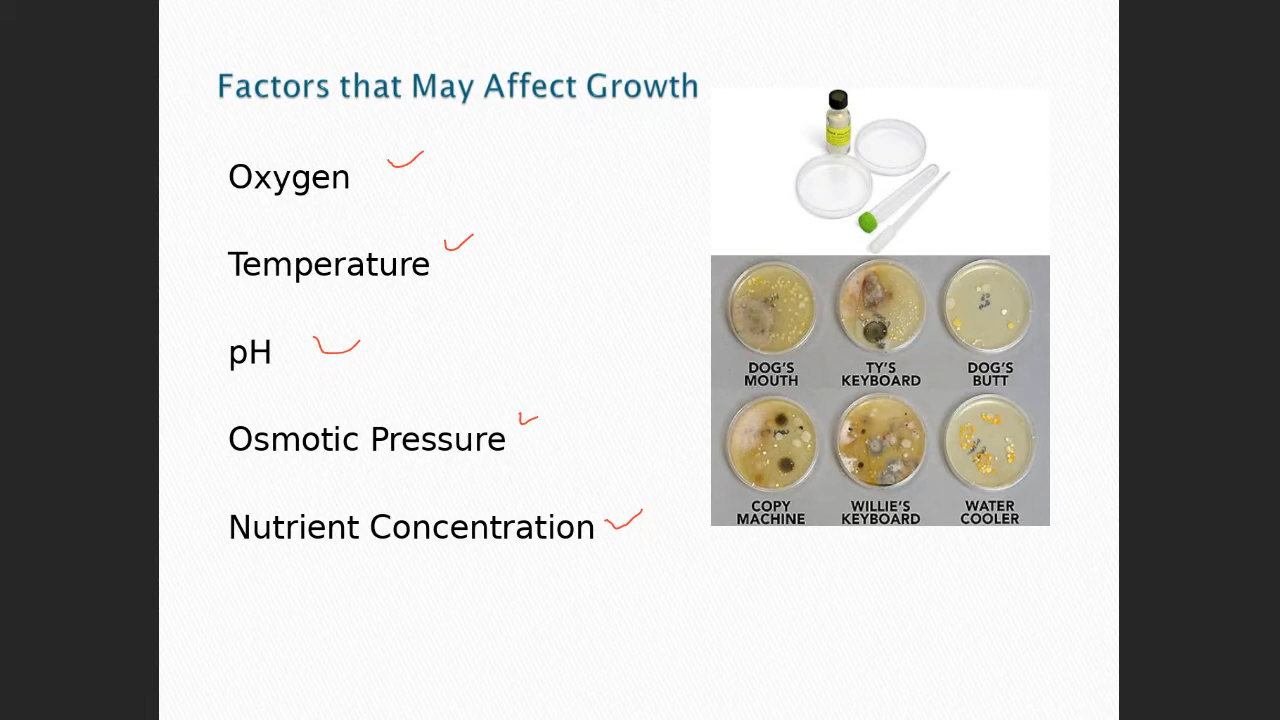 Factors that May Affect Growth
Oxygen
Temperature
pH
Osmotic Pressure
Nutrient Concentration
DOG'S
MOUTH
TY'S
KEYBOARD
DOG'S
BUTT
COPY
MACHINE
WILLIE'S
KEYBOARD
WATER
COOLER